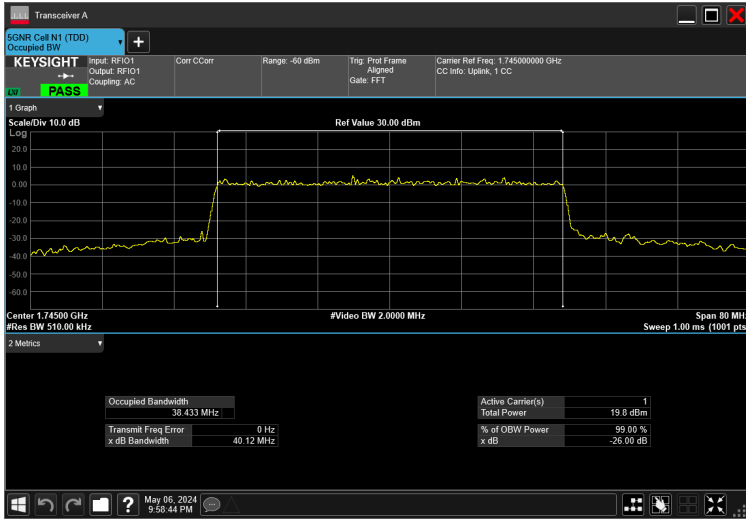 Transceiver A
5GNR Cell N1 (TDD)
Occupied BW
KEYSIGHT
LXI
PASS
Input: RFIO1
Output: RFIO1
Coupling: AC
Corr CCorr
Range: -60 dBm
Trig: Prot Frame
Aligned
Gate: FFT
Carrier Ref Freq: 1.745000000 GHz
CC Info: Uplink, 1 CC
1 Graph
Scale/Div 10.0 dB
Ref Value 30.00 dBm
Log
20.0
10.0
0.00
-10.0
-20.0
-30.0
-40.0
-50.0
-60.0
Center 1.74500 GHz
#Video BW 2.0000 MHz
Span 80 MH
#Res BW 510.00 kHz
Sweep 1.00 ms (1001 pts
2 Metrics
Occupied Bandwidth
38.433 MHz
Transmit Freq Error 0 Hz
x dB Bandwidth 40.12 MHz
Active Carrier(s) 1
Total Power 19.8 dBm
% of OBW Power 99.00 %
x dB -26.00 dB
?
May 06, 2024
9:58:44 PM